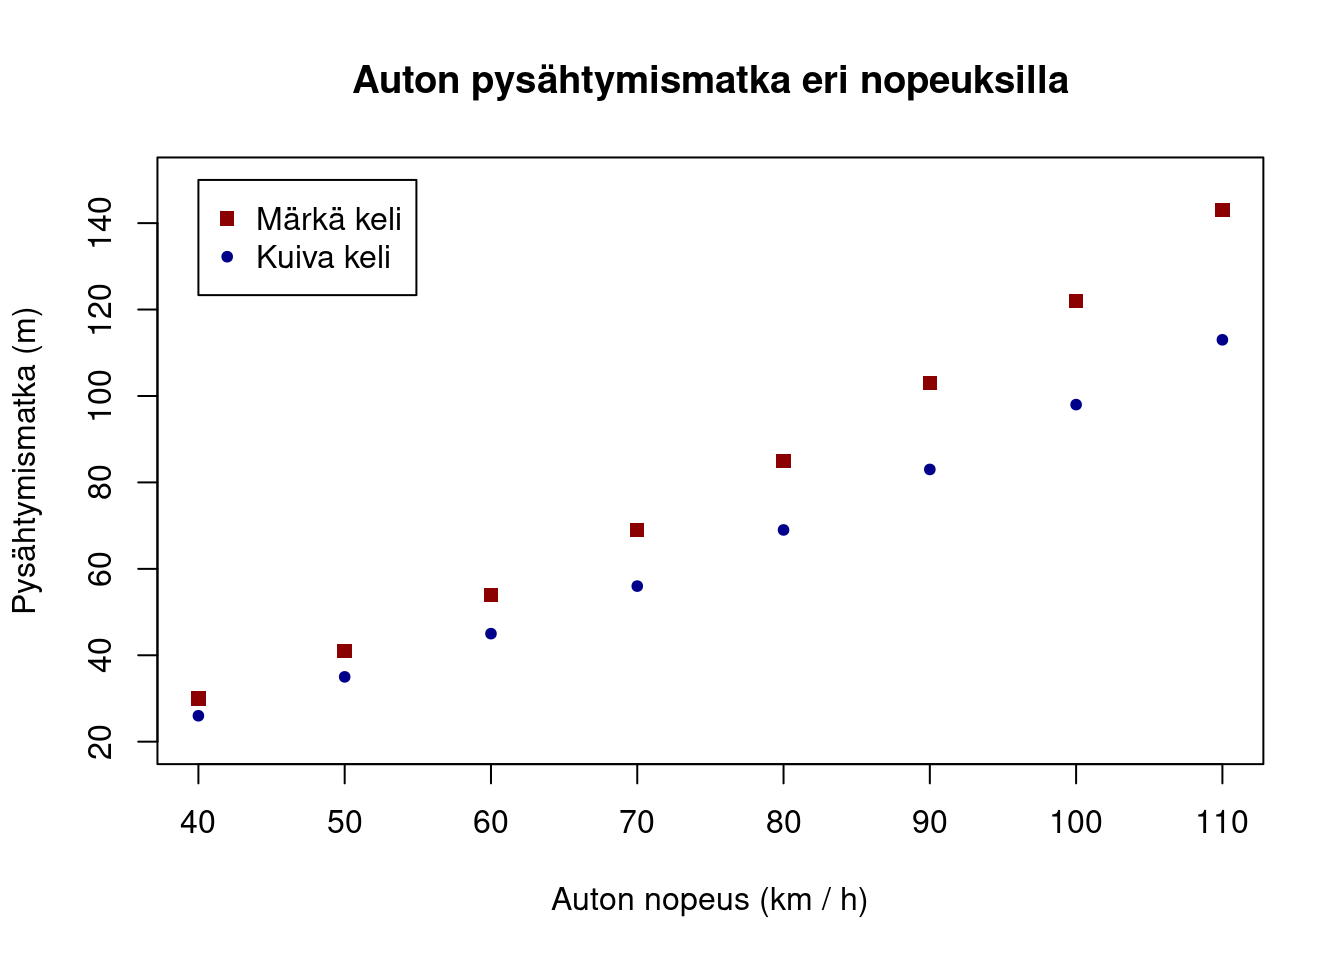 Auton pysähtymismatka eri nopeuksilla
Märkä keli
Kuiva keli
Pysähtymismatka (m)
140
120
100
80
60
40
20
40 50 60 70 80 90 100 110
Auton nopeus (km / h)